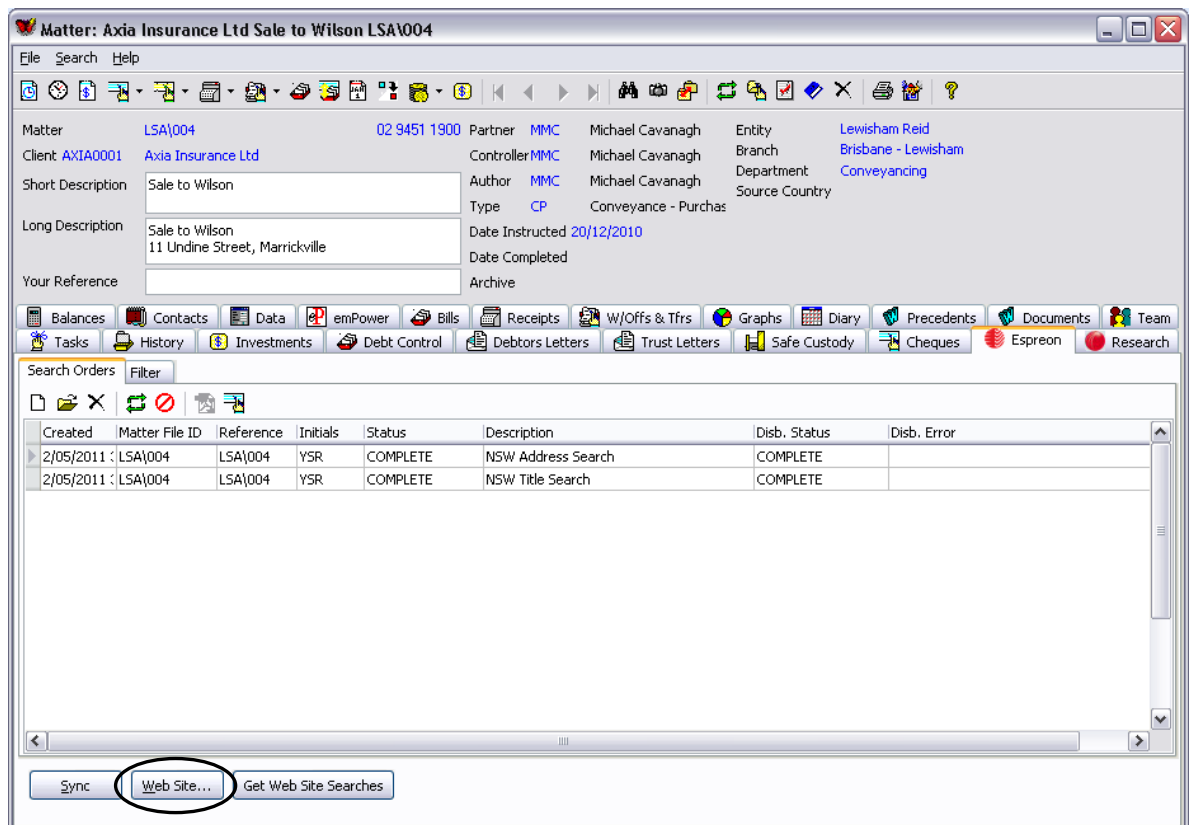 Matter: Axia Insurance Ltd Sale to Wilson LSA\004
File Search Help
Matter LSA\004 02 9451 1900 Partner MMC Michael Cavanagh Entity Lewisham Reid
Client AXIA0001 Axia Insurance Ltd Controller MMC Michael Cavanagh Branch Brisbane - Lewisham
Short Description Sale to Wilson Author MMC Michael Cavanagh Department Conveyancing
Source Country
Type CP Conveyance - Purchas
Long Description Sale to Wilson Date Instructed 20/12/2010
11 Undine Street, Marrickville
Date Completed
Your Reference Archive
Balances Contacts Data emPower Bills Receipts W/Offs & Tfrs Graphs Diary Precedents Documents Team
Tasks History Investments Debt Control Debtors Letters Trust Letters Safe Custody Cheques Espreon Research
Search Orders Filter
Created Matter File ID Reference Initials Status Description Disb. Status Disb. Error
2/05/2011 LSA\004 LSA\004 YSR COMPLETE NSW Address Search COMPLETE
2/05/2011 LSA\004 LSA\004 YSR COMPLETE NSW Title Search COMPLETE
Sync Web Site... Get Web Site Searches